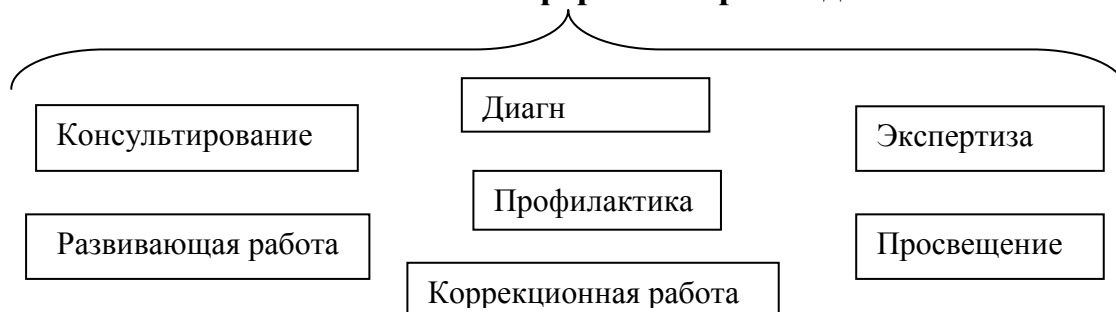 Диагн
Консультирование
Экспертиза
Профилактика
Развивающая работа
Просвещение
Коррекционная работа